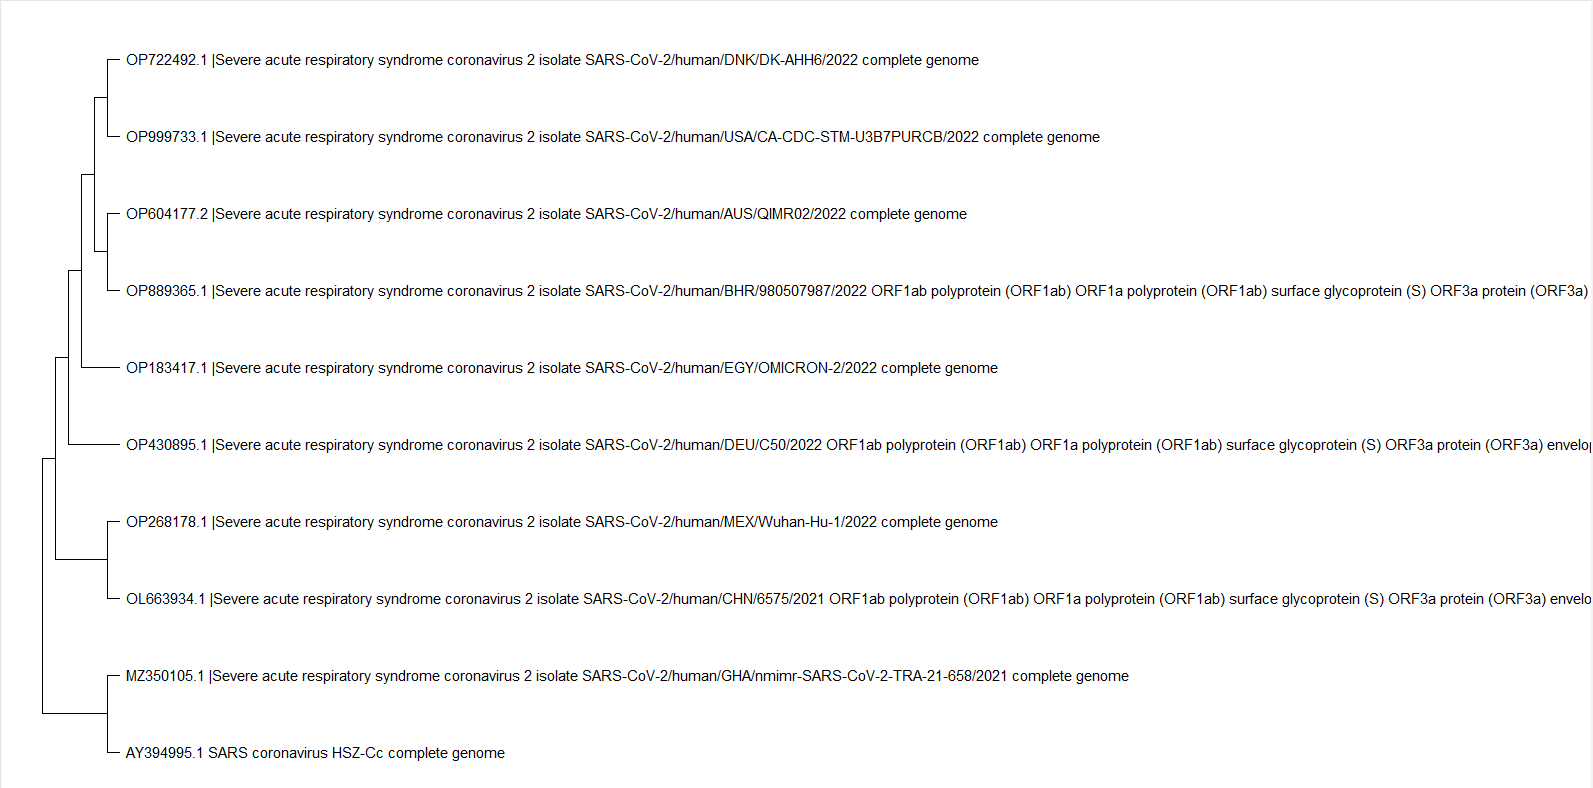 OP722492.1 |Severe acute respiratory syndrome coronavirus 2 isolate SARS-CoV-2/human/DNK/DK-AHH6/2022 complete genome
OP999733.1 |Severe acute respiratory syndrome coronavirus 2 isolate SARS-CoV-2/human/USA/CA-CDC-STM-U3B7PURCB/2022 complete genome
OP604177.2 |Severe acute respiratory syndrome coronavirus 2 isolate SARS-CoV-2/human/AUS/QIMR02/2022 complete genome
OP889365.1 |Severe acute respiratory syndrome coronavirus 2 isolate SARS-CoV-2/human/BHR/980507987/2022 ORF1ab polyprotein (ORF1ab) ORF1a polyprotein (ORF1ab) surface glycoprotein (S) ORF3a protein (ORF3a)
OP183417.1 |Severe acute respiratory syndrome coronavirus 2 isolate SARS-CoV-2/human/EGY/OMICRON-2/2022 complete genome
OP430895.1 |Severe acute respiratory syndrome coronavirus 2 isolate SARS-CoV-2/human/DEU/C50/2022 ORF1ab polyprotein (ORF1ab) ORF1a polyprotein (ORF1ab) surface glycoprotein (S) ORF3a protein (ORF3a) envelo
OP268178.1 |Severe acute respiratory syndrome coronavirus 2 isolate SARS-CoV-2/human/MEX/Wuhan-Hu-1/2022 complete genome
OL663934.1 |Severe acute respiratory syndrome coronavirus 2 isolate SARS-CoV-2/human/CHN/6575/2021 ORF1ab polyprotein (ORF1ab) ORF1a polyprotein (ORF1ab) surface glycoprotein (S) ORF3a protein (ORF3a) envelo
MZ350105.1 |Severe acute respiratory syndrome coronavirus 2 isolate SARS-CoV-2/human/GHA/nmimr-SARS-CoV-2-TRA-21-658/2021 complete genome
AY394995.1 SARS coronavirus HSZ-Cc complete genome